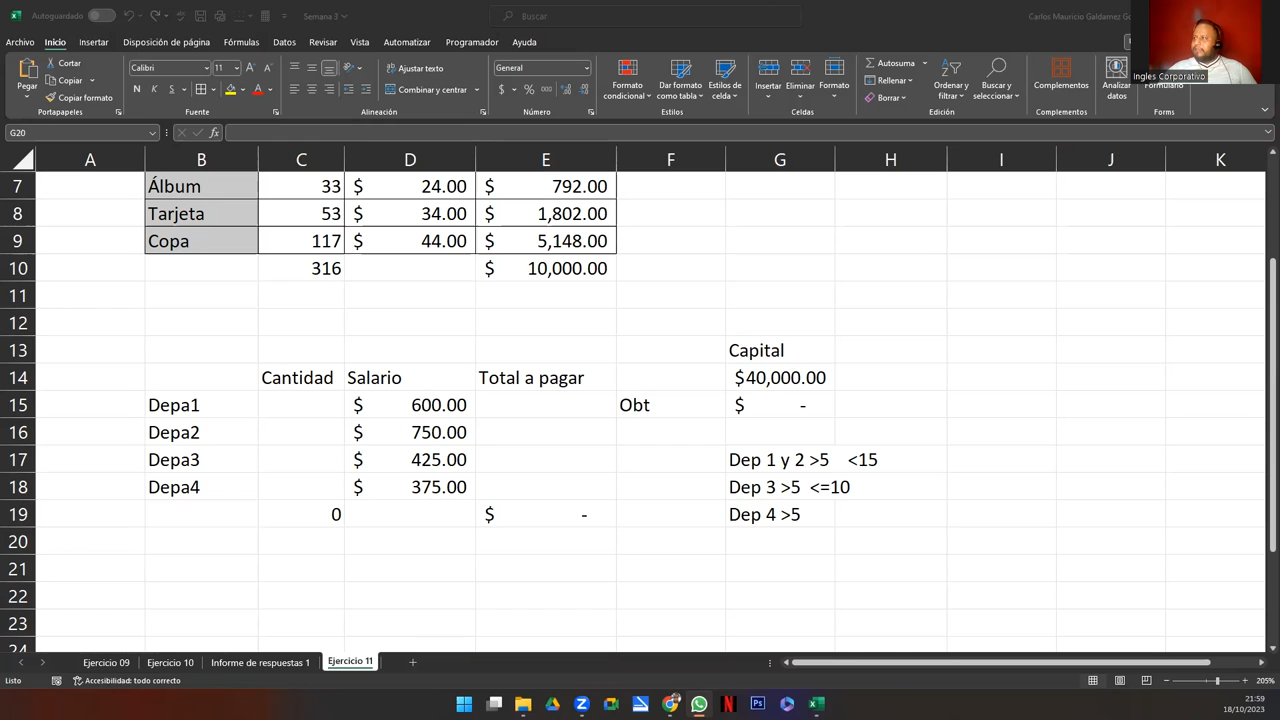 Autoguardado
Semana 3
Buscar
Carlos Mauricio Galdamez Go
Archivo Inicio Insertar Disposición de página Fórmulas Datos Revisar Vista Automatizar Programador Ayuda
Ingles Corporativo
Pegar
Cortar
Copiar
Copiar formato
Portapapeles
Calibri 11
N K S
Fuente
Ajustar texto
Combinar y centrar
Alineación
General
$ % 000
Número
Formato condicional
Dar formato como tabla
Estilos de celda
Estilos
Insertar Eliminar Formato
Celdas
Autosuma
Rellenar
Borrar
Ordenar y filtrar
Buscar y seleccionar
Edición
Complementos
Complementos
Analizar datos
Formulario
Forms
G20 fx
A B C D E F G H I J K
7 Álbum 33 $ 24.00 $ 792.00
8 Tarjeta 53 $ 34.00 $ 1,802.00
9 Copa 117 $ 44.00 $ 5,148.00
10 316 $ 10,000.00
11
12
13 Capital
14 Cantidad Salario Total a pagar $40,000.00
15 Depa1 $ 600.00 Obt $ -
16 Depa2 $ 750.00
17 Depa3 $ 425.00 Dep 1 y 2 >5 <15
18 Depa4 $ 375.00 Dep 3 >5 <=10
19 0 $ - Dep 4 >5
20
21
22
23
24
Ejercicio 09 Ejercicio 10 Informe de respuestas 1 Ejercicio 11
Listo Accesibilidad: todo correcto 205%
21:59
18/10/2023